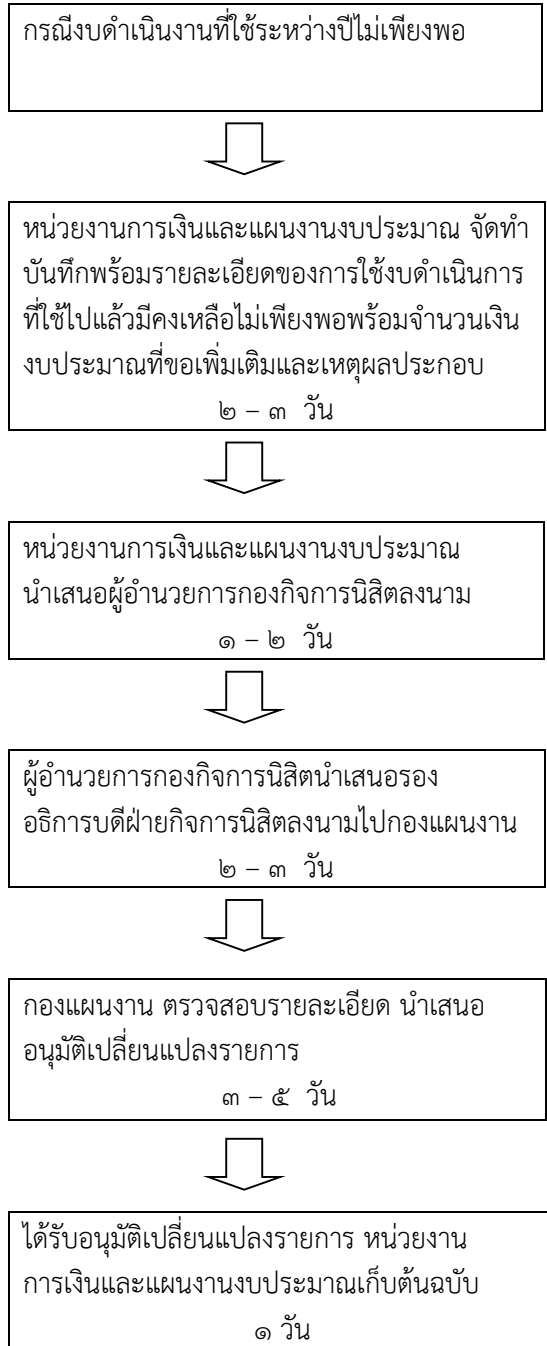 กรณีงบดำเนินงานที่ใช้ระหว่างปีไม่เพียงพอ
หน่วยงานการเงินและแผนงานงบประมาณ จัดทำ
บันทึกพร้อมรายละเอียดของการใช้งบดำเนินการ
ที่ใช้ไปแล้วมีคงเหลือไม่เพียงพอพร้อมจำนวนเงิน
งบประมาณที่ขอเพิ่มเติมและเหตุผลประกอบ
๒ – ๓ วัน
หน่วยงานการเงินและแผนงานงบประมาณ
นำเสนอผู้อำนวยการกองกิจการนิสิตลงนาม
๑ – ๒ วัน
ผู้อำนวยการกองกิจการนิสิตนำเสนอรอง
อธิการบดีฝ่ายกิจการนิสิตลงนามไปกองแผนงาน
๒ – ๓ วัน
กองแผนงาน ตรวจสอบรายละเอียด นำเสนอ
อนุมัติเปลี่ยนแปลงรายการ
๓ – ๕ วัน
ได้รับอนุมัติเปลี่ยนแปลงรายการ หน่วยงาน
การเงินและแผนงานงบประมาณเก็บต้นฉบับ
๑ วัน